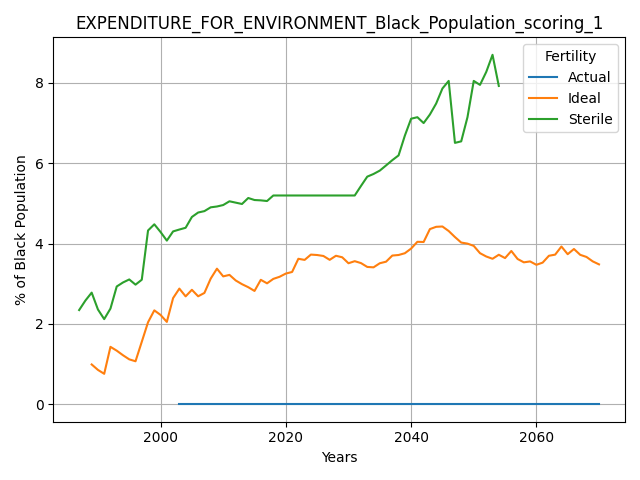 EXPENDITURE_FOR_ENVIRONMENT_Black_Population_scoring_1
Fertility
Actual
Ideal
Sterile
% of Black Population
8
6
4
2
0
2000 2020 2040 2060
Years